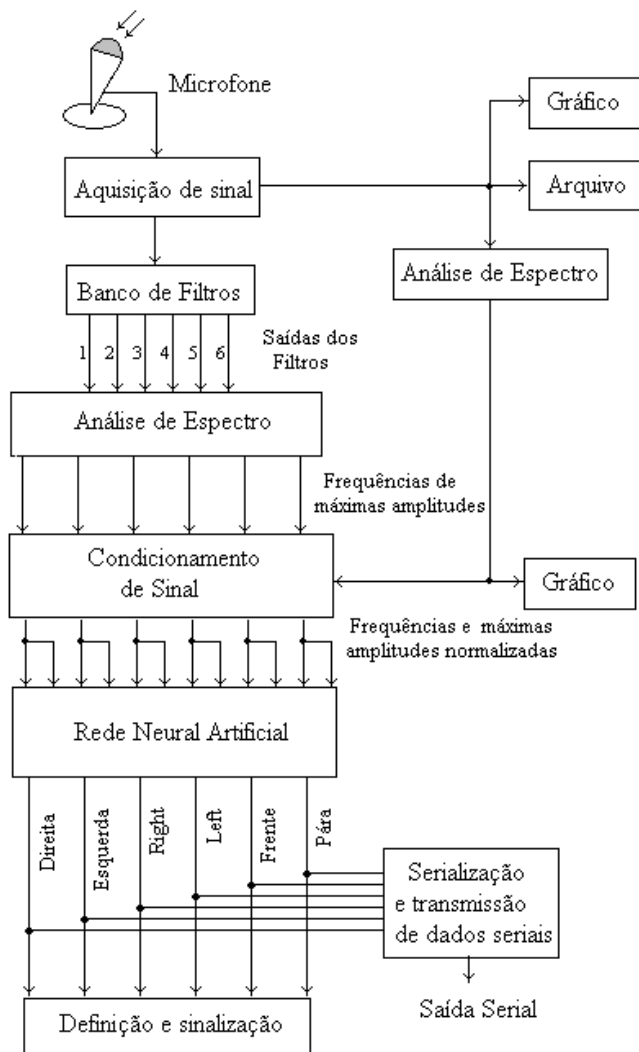 Microfone
Gráfico
Aquisição de sinal
Arquivo
Análise de Espectro
Banco de Filtros
Saídas dos
Filtros
1 2 3 4 5 6
Análise de Espectro
Frequências de
máximas amplitudes
Condicionamento
de Sinal
Gráfico
Frequências e máximas
amplitudes normalizadas
Rede Neural Artificial
Direita
Esquerda
Right
Left
Frente
Pára
Serialização
e transmissão
de dados seriais
Saída Serial
Definição e sinalização